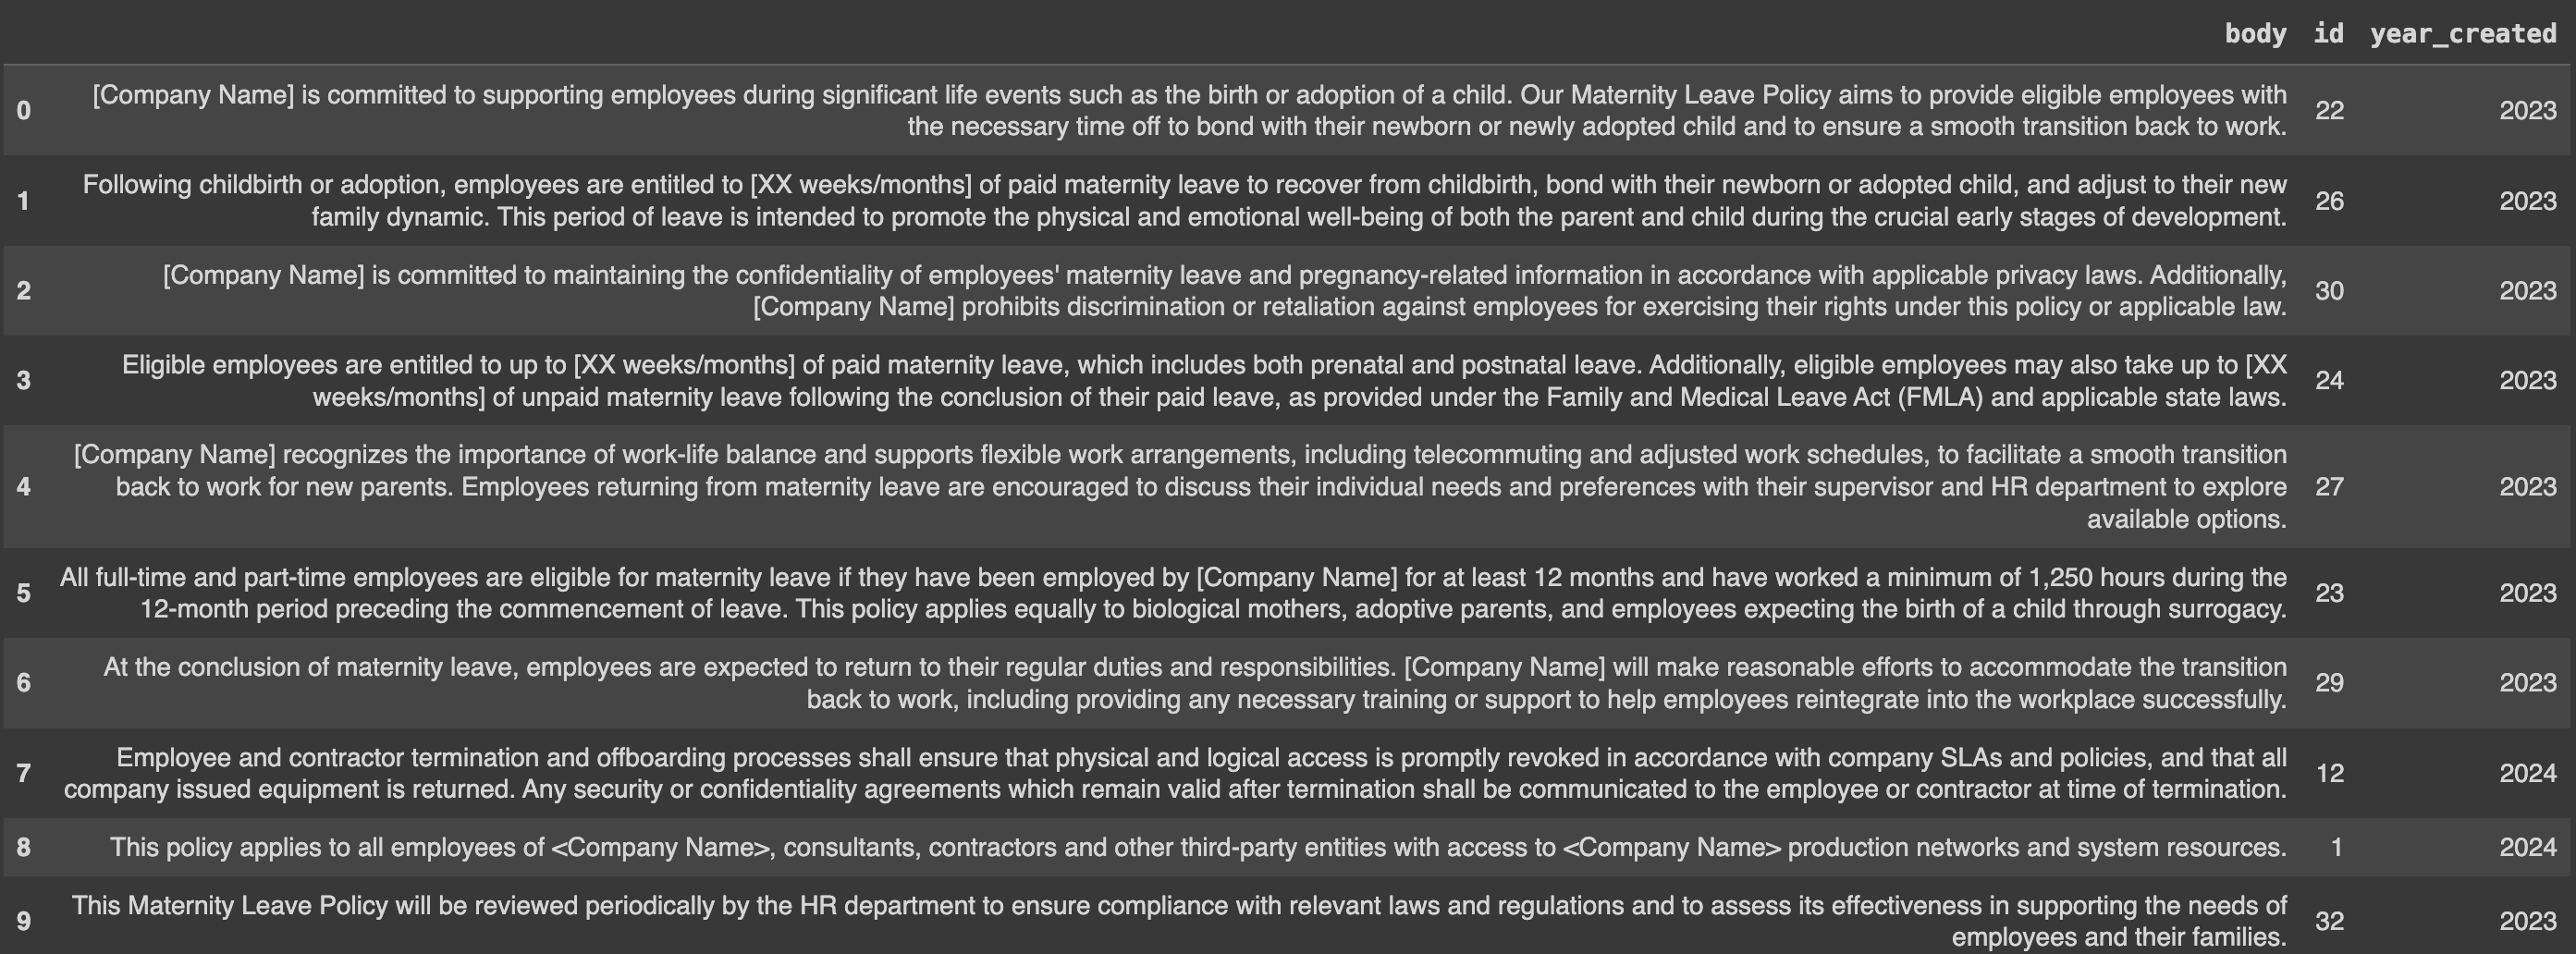 body id year_created
0 [Company Name] is committed to supporting employees during significant life events such as the birth or adoption of a child. Our Maternity Leave Policy aims to provide eligible employees with
the necessary time off to bond with their newborn or newly adopted child and to ensure a smooth transition back to work. 22 2023
1 Following childbirth or adoption, employees are entitled to [XX weeks/months] of paid maternity leave to recover from childbirth, bond with their newborn or adopted child, and adjust to their new
family dynamic. This period of leave is intended to promote the physical and emotional well-being of both the parent and child during the crucial early stages of development. 26 2023
2 [Company Name] is committed to maintaining the confidentiality of employees' maternity leave and pregnancy-related information in accordance with applicable privacy laws. Additionally,
[Company Name] prohibits discrimination or retaliation against employees for exercising their rights under this policy or applicable law. 30 2023
3 Eligible employees are entitled to up to [XX weeks/months] of paid maternity leave, which includes both prenatal and postnatal leave. Additionally, eligible employees may also take up to [XX
weeks/months] of unpaid maternity leave following the conclusion of their paid leave, as provided under the Family and Medical Leave Act (FMLA) and applicable state laws. 24 2023
[Company Name] recognizes the importance of work-life balance and supports flexible work arrangements, including telecommuting and adjusted work schedules, to facilitate a smooth transition
4 back to work for new parents. Employees returning from maternity leave are encouraged to discuss their individual needs and preferences with their supervisor and HR department to explore 27 2023
available options.
5 All full-time and part-time employees are eligible for maternity leave if they have been employed by [Company Name] for at least 12 months and have worked a minimum of 1,250 hours during the
12-month period preceding the commencement of leave. This policy applies equally to biological mothers, adoptive parents, and employees expecting the birth of a child through surrogacy. 23 2023
6 At the conclusion of maternity leave, employees are expected to return to their regular duties and responsibilities. [Company Name] will make reasonable efforts to accommodate the transition
back to work, including providing any necessary training or support to help employees reintegrate into the workplace successfully. 29 2023
7 Employee and contractor termination and offboarding processes shall ensure that physical and logical access is promptly revoked in accordance with company SLAs and policies, and that all
company issued equipment is returned. Any security or confidentiality agreements which remain valid after termination shall be communicated to the employee or contractor at time of termination. 12 2024
8 This policy applies to all employees of <Company Name>, consultants, contractors and other third-party entities with access to <Company Name> production networks and system resources. 1 2024
9 This Maternity Leave Policy will be reviewed periodically by the HR department to ensure compliance with relevant laws and regulations and to assess its effectiveness in supporting the needs of
employees and their families. 32 2023